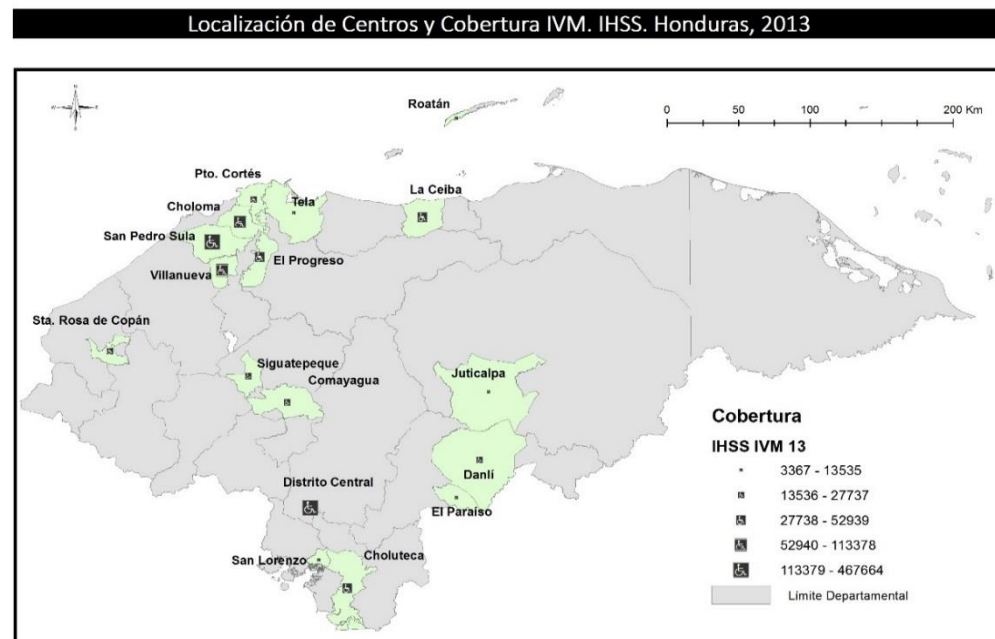 Localización de Centros y Cobertura IVM. IHSS. Honduras, 2013
N
W
E
S
Roatán
0 50 100 200 Km
Pto. Cortés
Tela
La Ceiba
Choloma
San Pedro Sula
El Progreso
Villanueva
Sta. Rosa de Copán
Siguatepeque
Comayagua
Juticalpa
Danlí
Distrito Central
El Paraíso
San Lorenzo
Choluteca
Cobertura
IHSS IVM 13
3367 - 13535
13536 - 27737
27738 - 52939
52940 - 113378
113379 - 467664
Límite Departamental